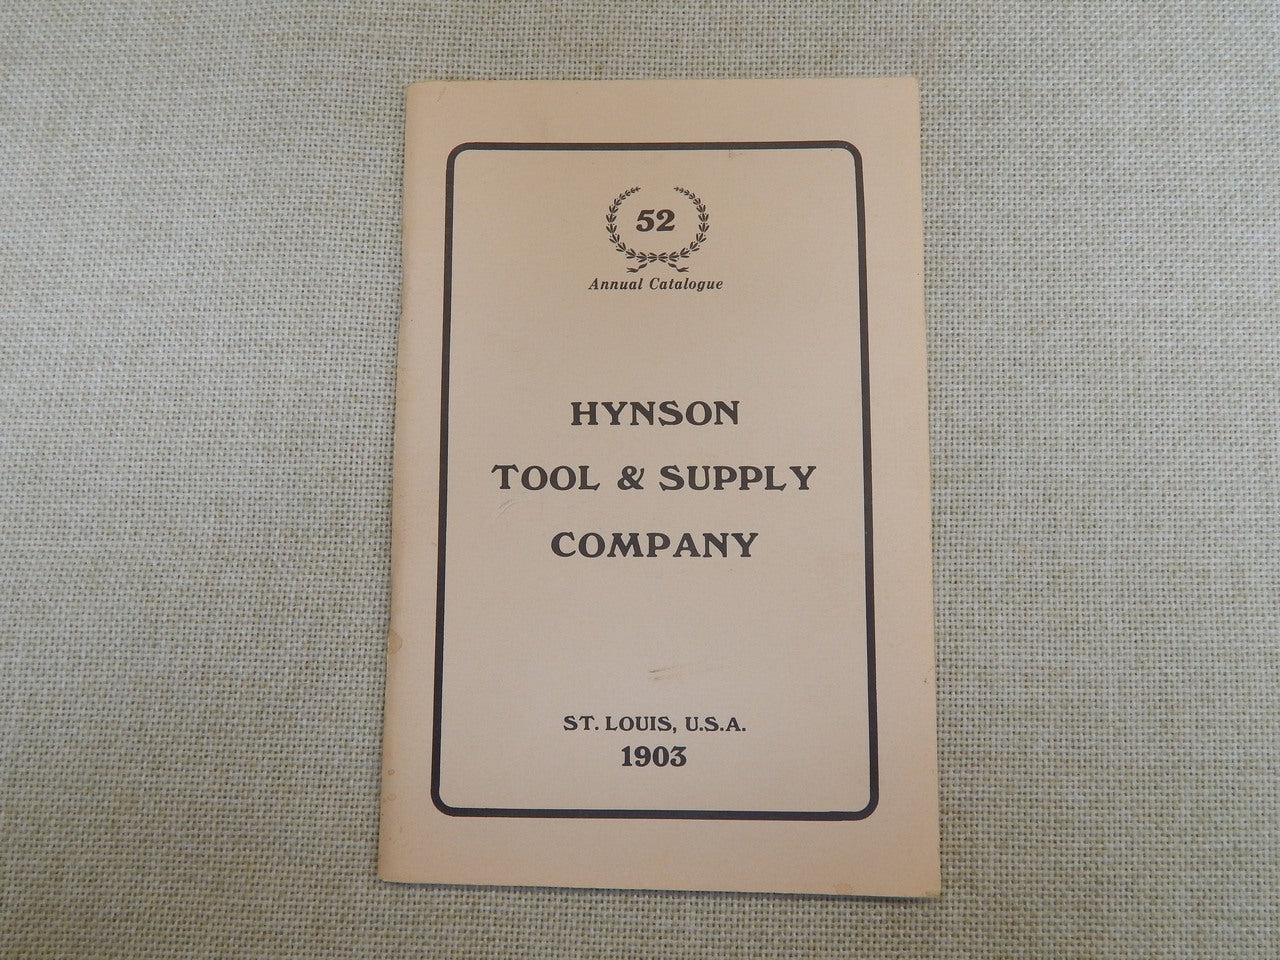 52
Annual Catalogue
HYNSON
TOOL & SUPPLY
COMPANY
ST. LOUIS, U.S.A.
1903